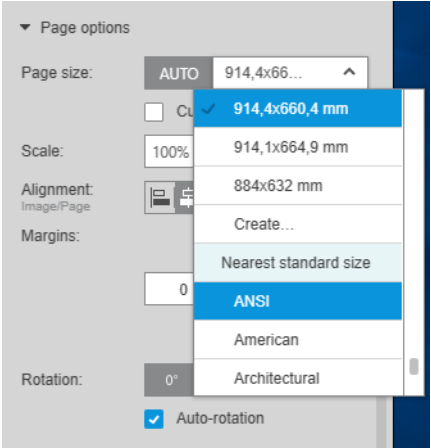 Page options
Page size:
AUTO
914,4x66...
914,4x660,4 mm
914,1x664,9 mm
884x632 mm
Create...
Nearest standard size
ANSI
American
Architectural
Cu
Scale:
100%
Alignment:
Image/Page
Margins:
0
Rotation:
0°
Auto-rotation